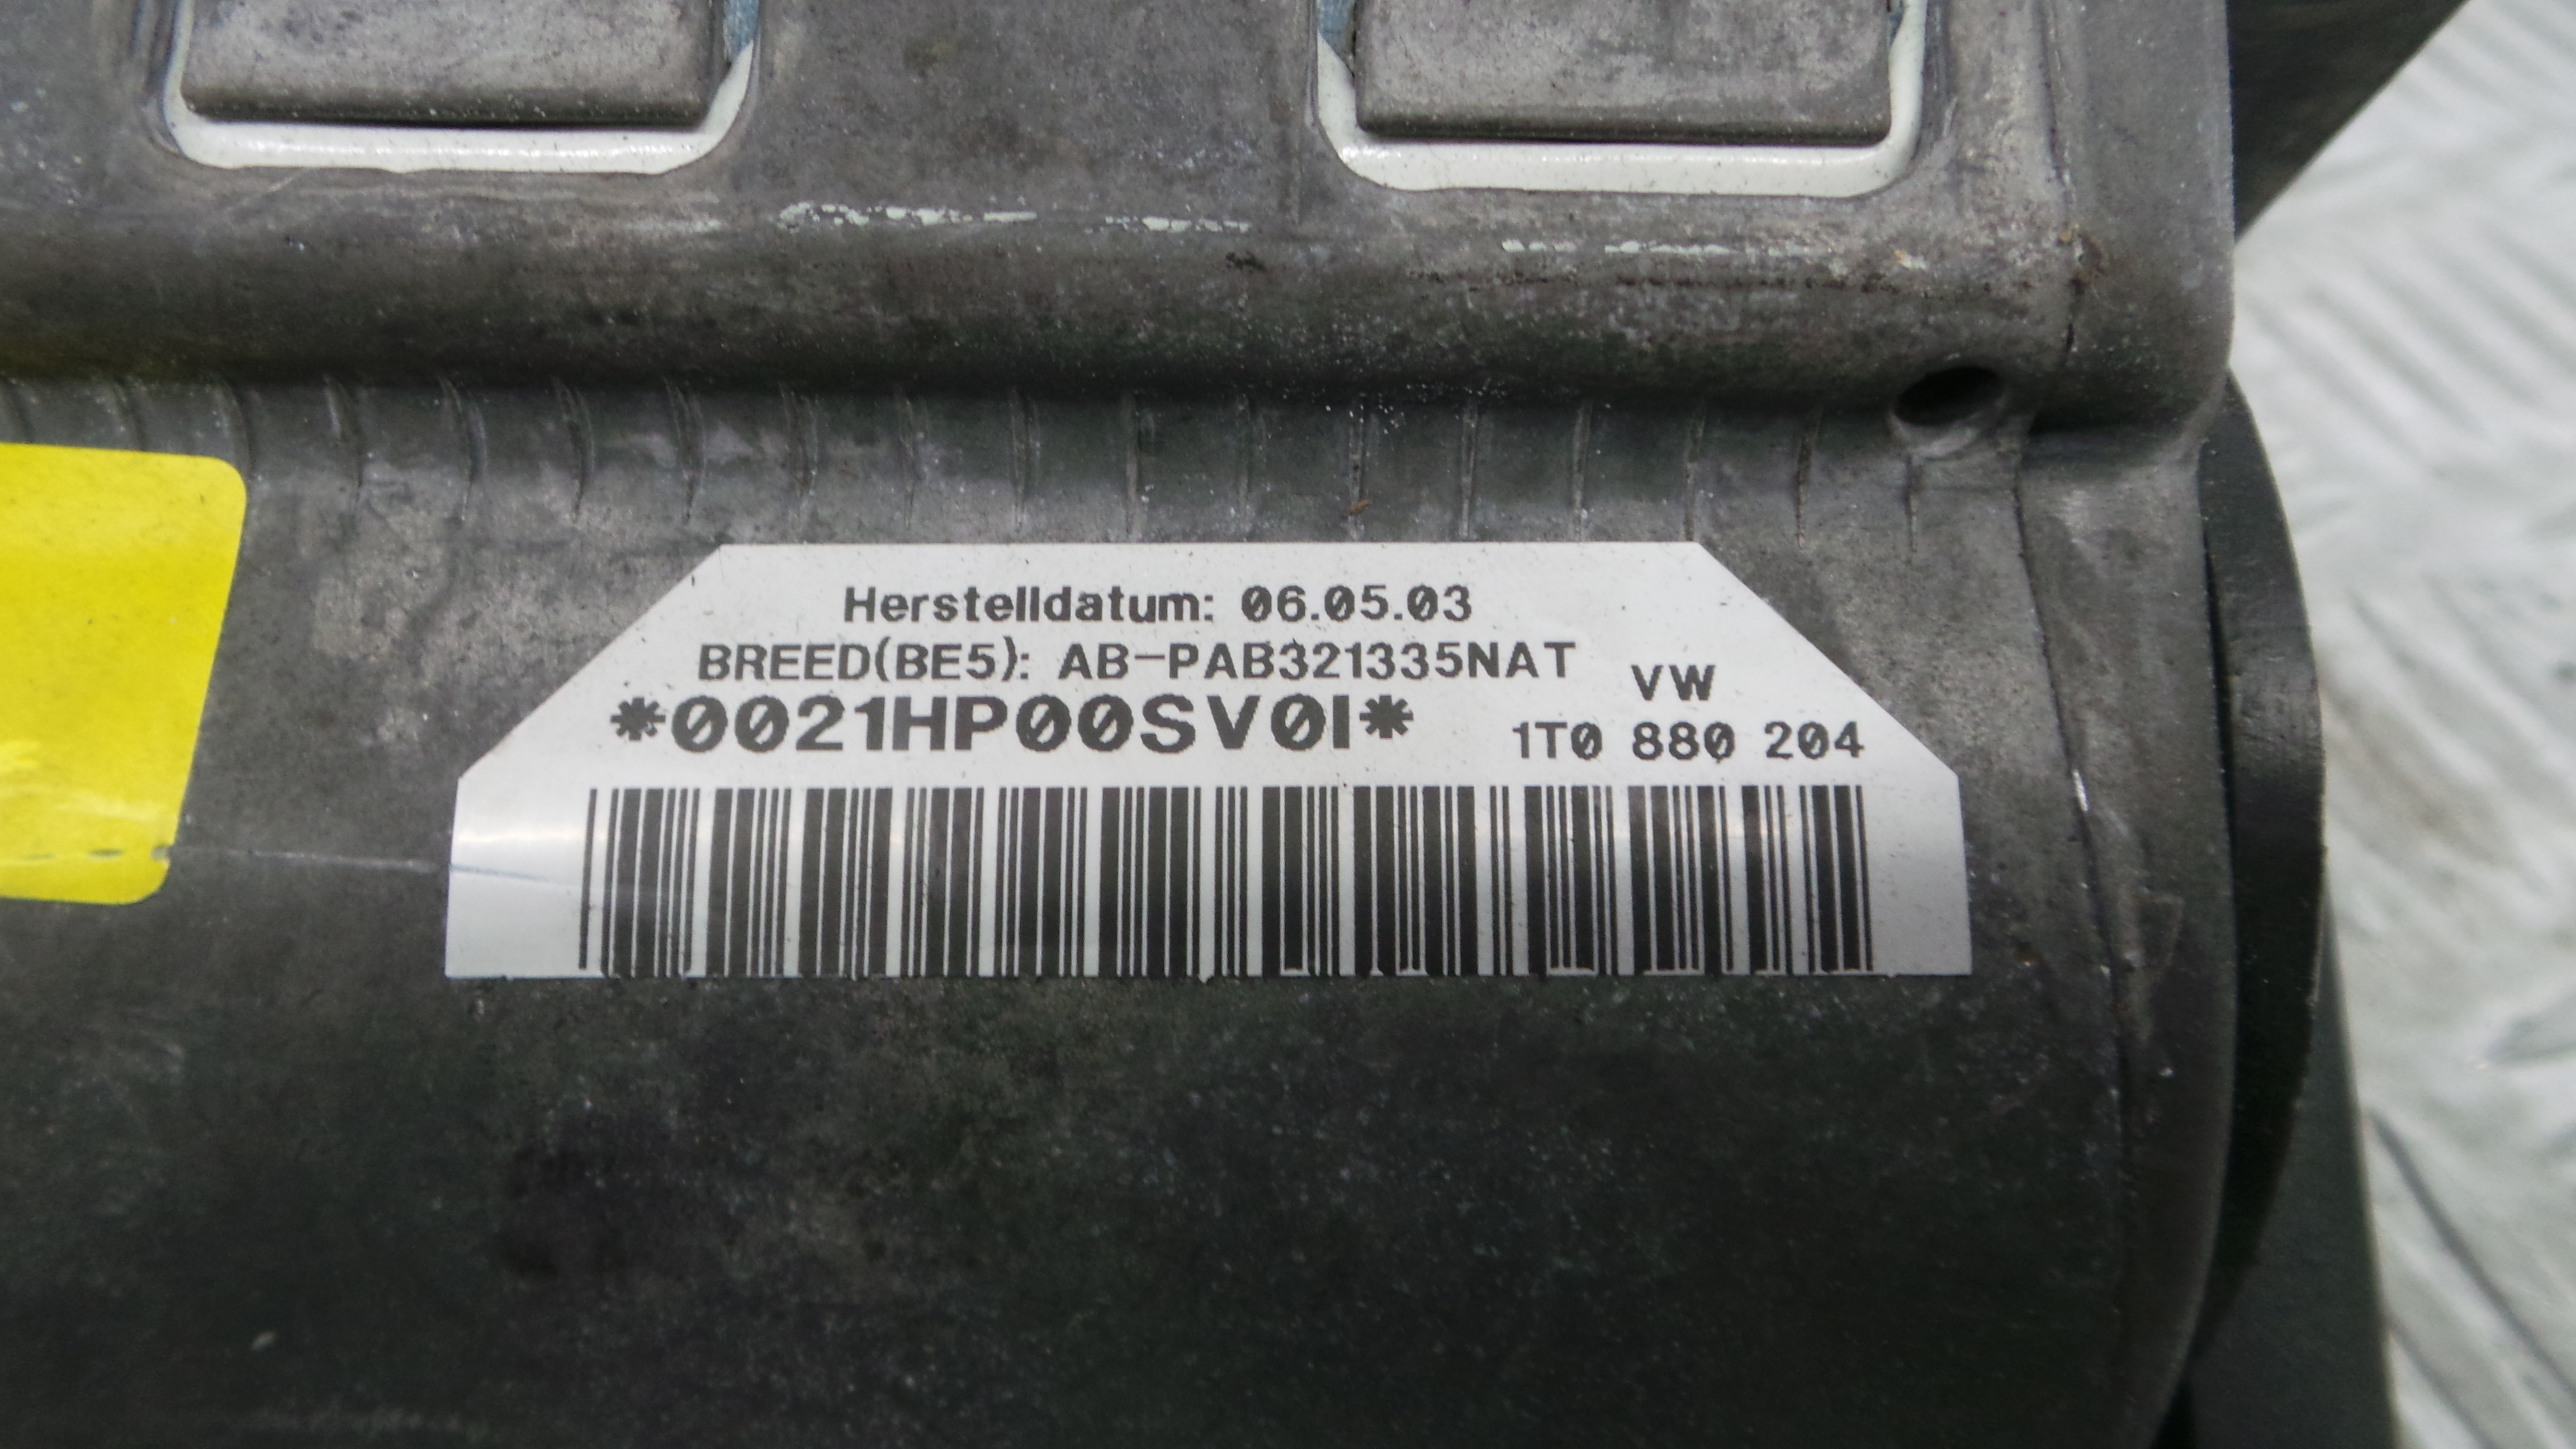 Herstelldatum: 06.05.03
BREED(BE5): AB-PAB321335NAT
VW
*0021HP00SV0I*
1T0 880 204